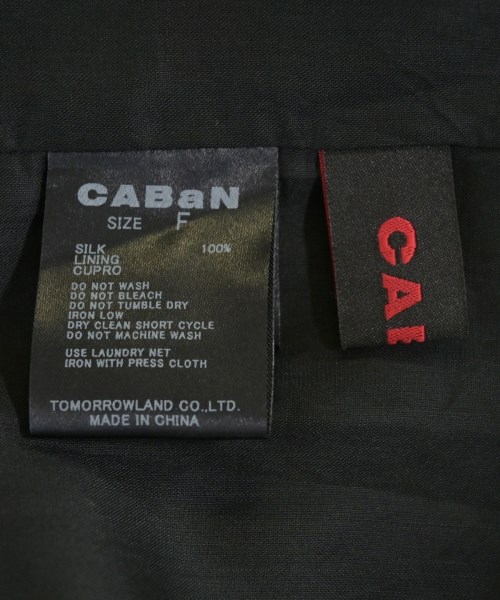 CABaN
SIZE F
SILK 100%
LINING
CUPRO
DO NOT WASH
DO NOT BLEACH
DO NOT TUMBLE DRY
IRON LOW
DRY CLEAN SHORT CYCLE
DO NOT MACHINE WASH
USE LAUNDRY NET
IRON WITH PRESS CLOTH
TOMORROWLAND CO.,LTD.
MADE IN CHINA
CA